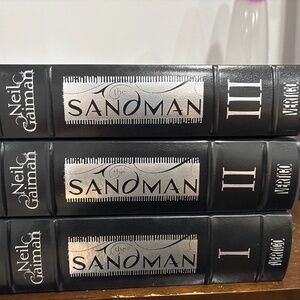 Neil
Gaiman
the
SANDMAN
III
VERTIGO
Neil
Gaiman
the
SANDMAN
II
VERTIGO
Neil
Gaiman
the
SANDMAN
I
VERTIGO